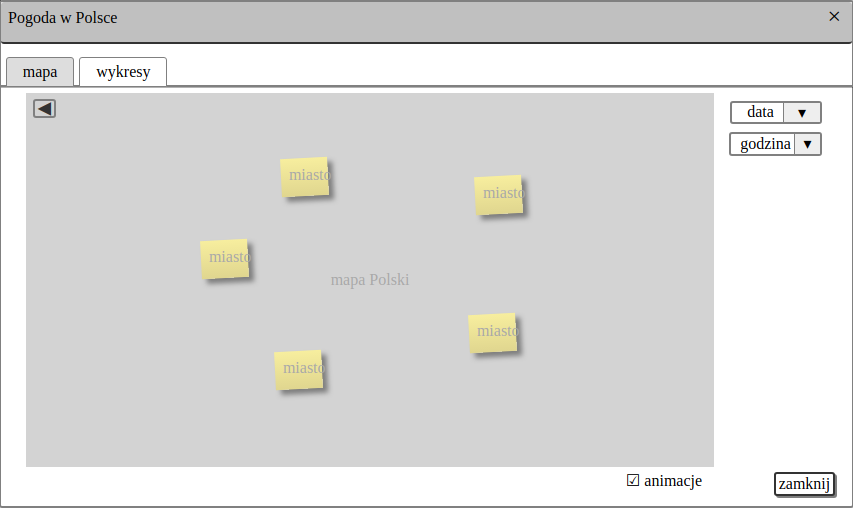 Pogoda w Polsce
mapa
wykresy
data
godzina
miasto
miasto
miasto
mapa Polski
miasto
miasto
animacje
zamknij